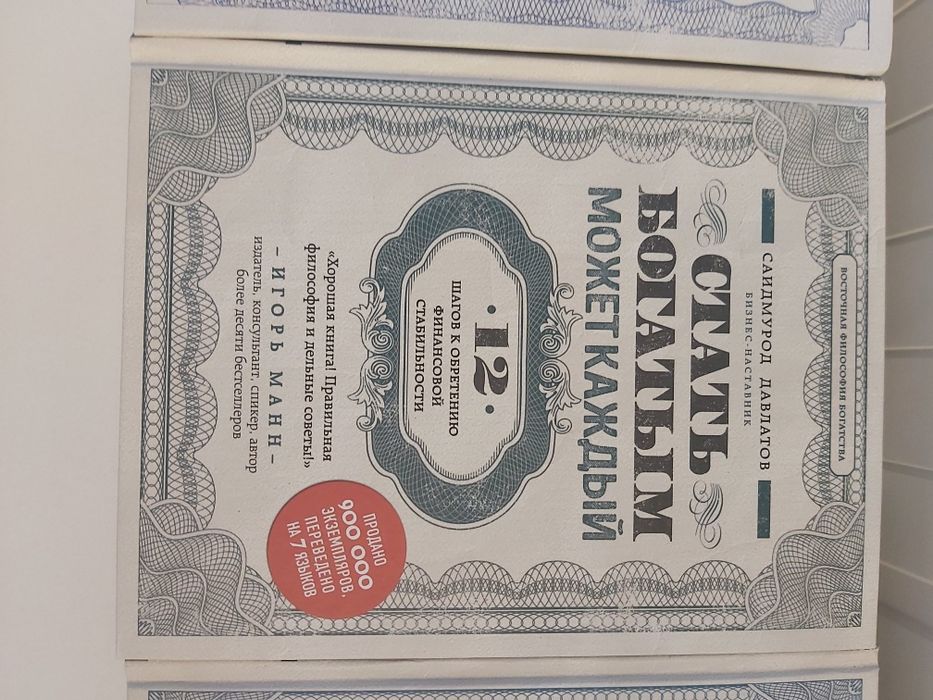 ВОСТОЧНАЯ ФИЛОСОФИЯ БОГАТСТВА
САИДМУРОД ДАВЛАТОВ
БИЗНЕС-НАСТАВНИК
СТАТЬ
БОГАТЫМ
МОЖЕТ КАЖДЫЙ
· 12 ·
ШАГОВ К ОБРЕТЕНИЮ
ФИНАНСОВОЙ
СТАБИЛЬНОСТИ
«Хорошая книга! Правильная
философия и дельные советы!»
– ИГОРЬ МАНН –
издатель, консультант, спикер, автор
более десяти бестселлеров
ПРОДАНО
900 000
ЭКЗЕМПЛЯРОВ,
ПЕРЕВЕДЕНО
НА 7 ЯЗЫКОВ